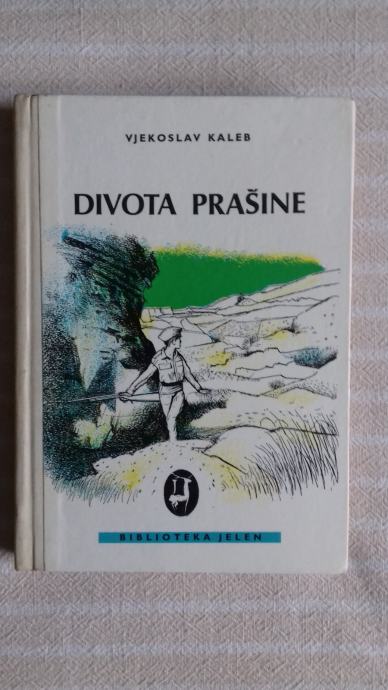 VJEKOSLAV KALEB
DIVOTA PRAŠINE
BIBLIOTEKA JELEN